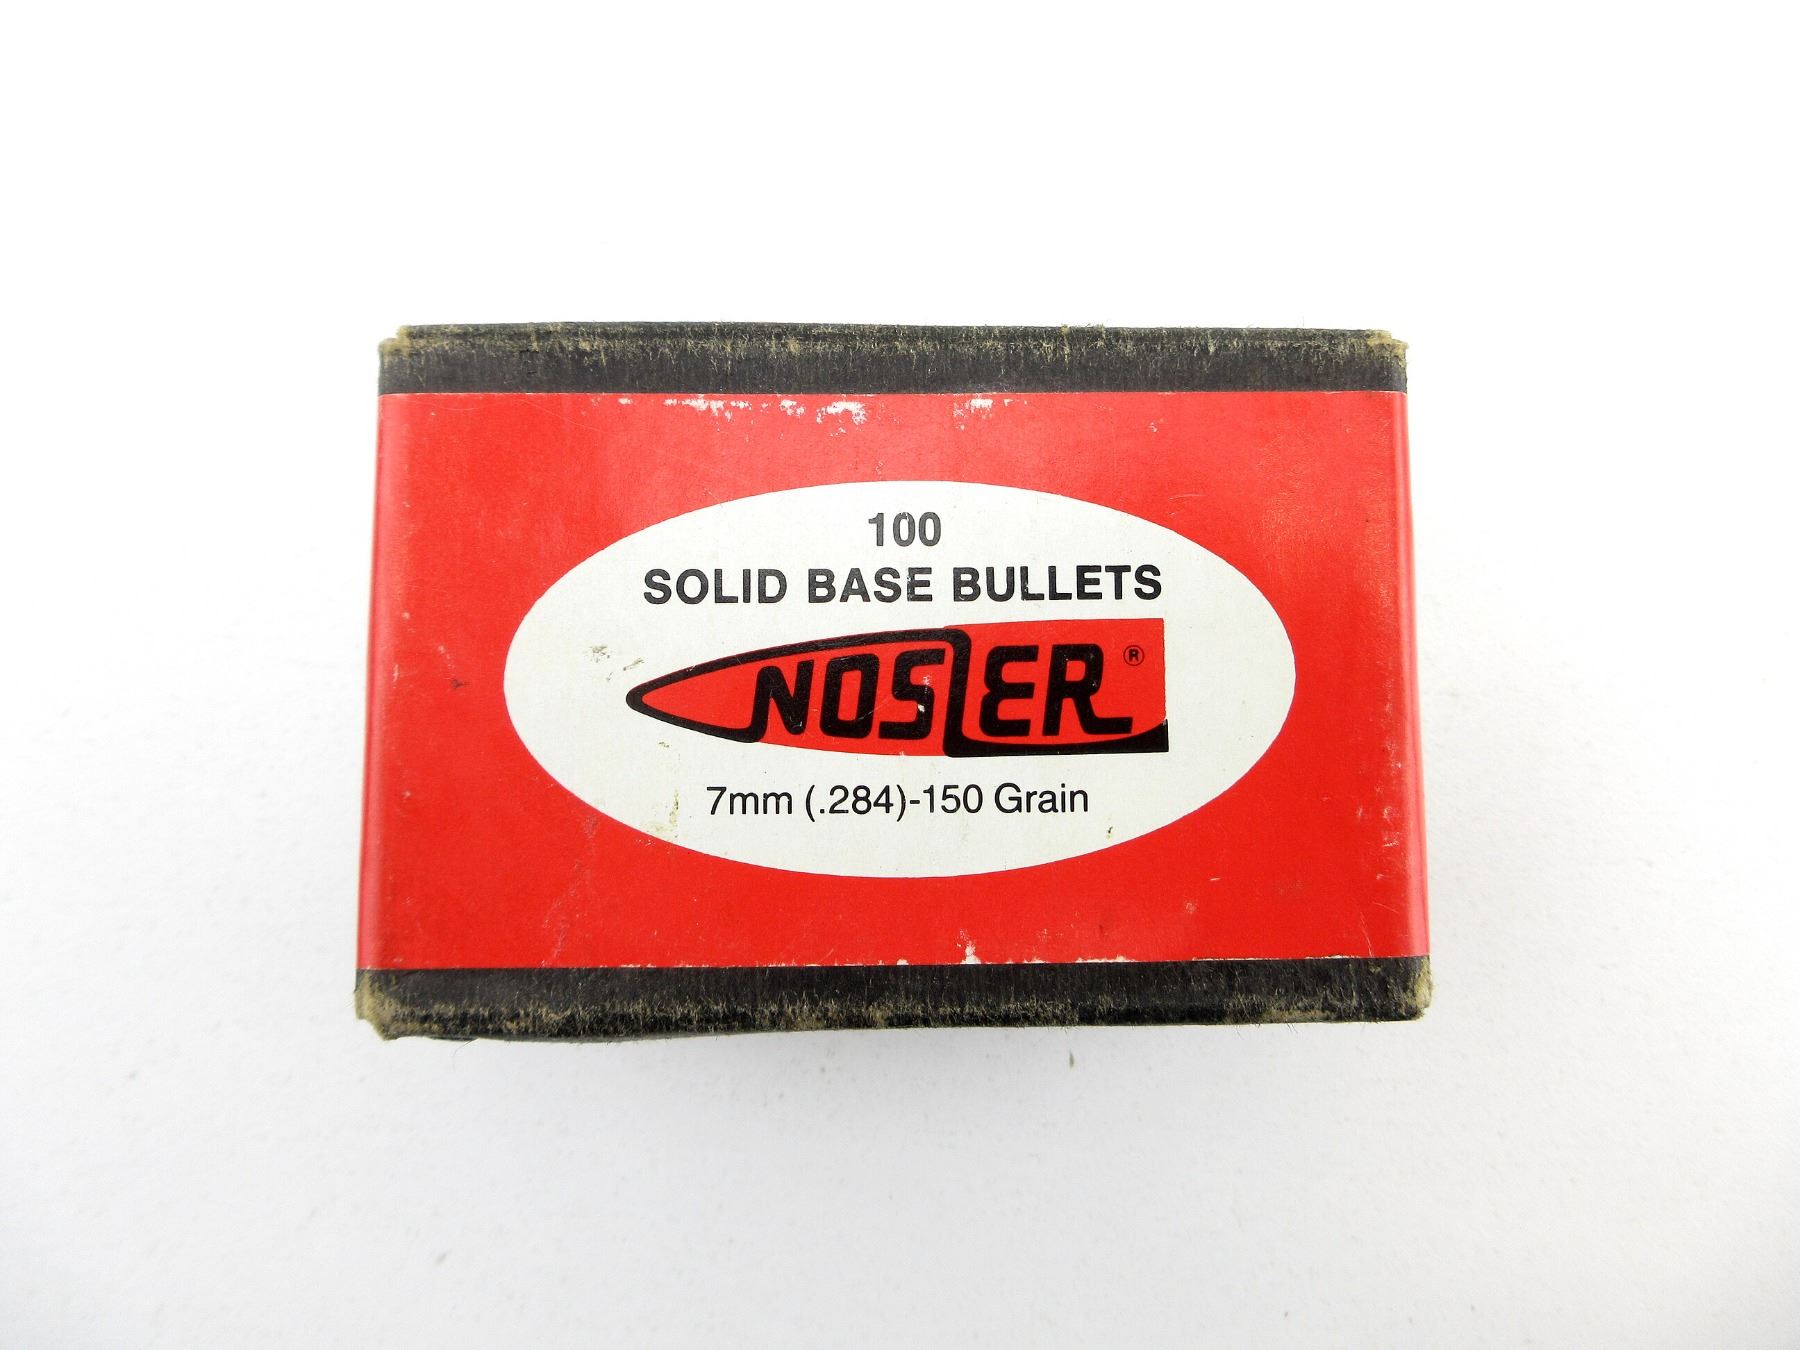 100
SOLID BASE BULLETS
NOSLER ®
7mm (.284)-150 Grain